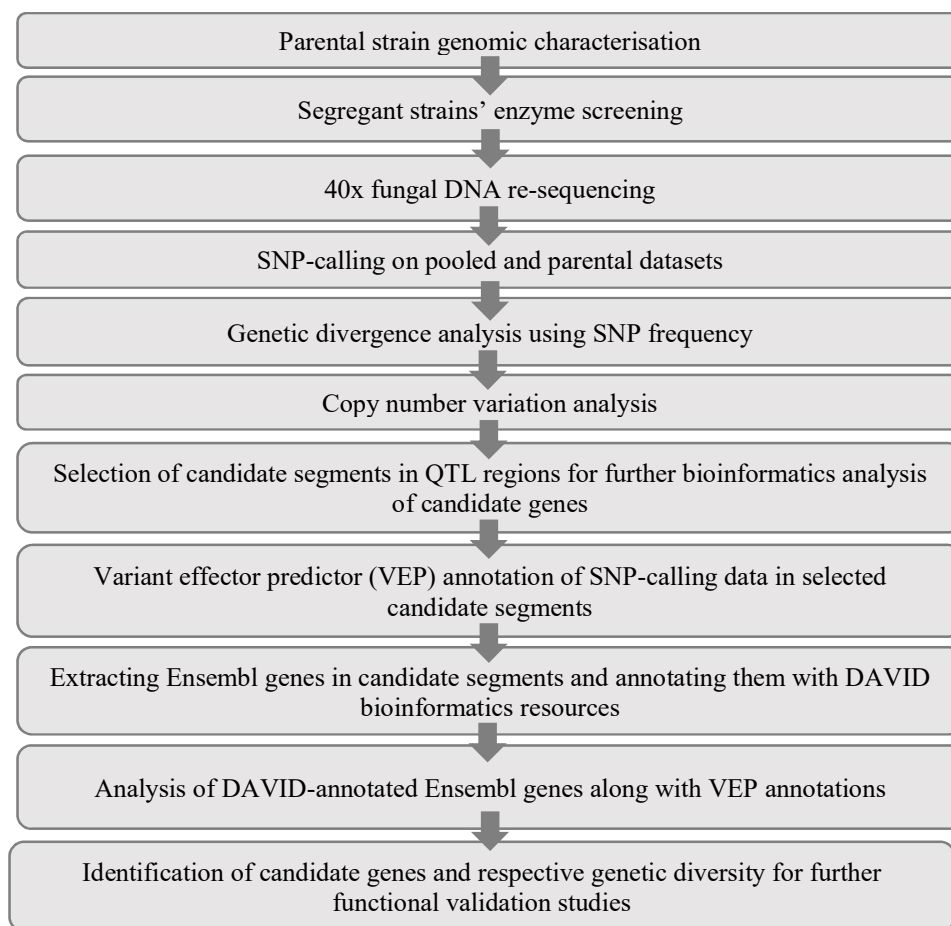 Parental strain genomic characterisation
Segregant strains’ enzyme screening
40x fungal DNA re-sequencing
SNP-calling on pooled and parental datasets
Genetic divergence analysis using SNP frequency
Copy number variation analysis
Selection of candidate segments in QTL regions for further bioinformatics analysis
of candidate genes
Variant effector predictor (VEP) annotation of SNP-calling data in selected
candidate segments
Extracting Ensembl genes in candidate segments and annotating them with DAVID
bioinformatics resources
Analysis of DAVID-annotated Ensembl genes along with VEP annotations
Identification of candidate genes and respective genetic diversity for further
functional validation studies